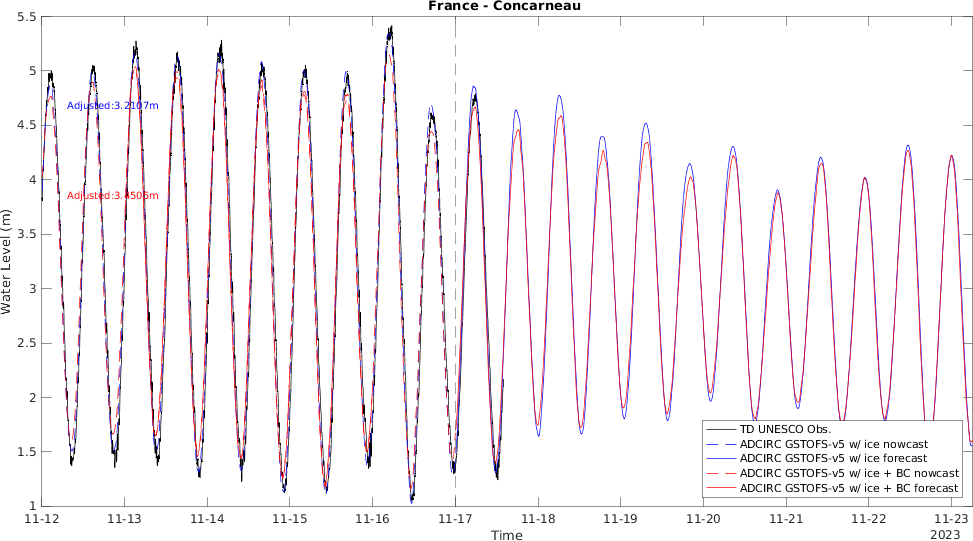 France - Concarneau
5.5
5
4.5
4
3.5
3
2.5
2
1.5
1
Water Level (m)
Adjusted:3.2107m
Adjusted:3.4505m
TD UNESCO Obs.
ADCIRC GSTOFS-v5 w/ ice nowcast
ADCIRC GSTOFS-v5 w/ ice forecast
ADCIRC GSTOFS-v5 w/ ice + BC nowcast
ADCIRC GSTOFS-v5 w/ ice + BC forecast
11-12 11-13 11-14 11-15 11-16 11-17 11-18 11-19 11-20 11-21 11-22 11-23
Time
2023